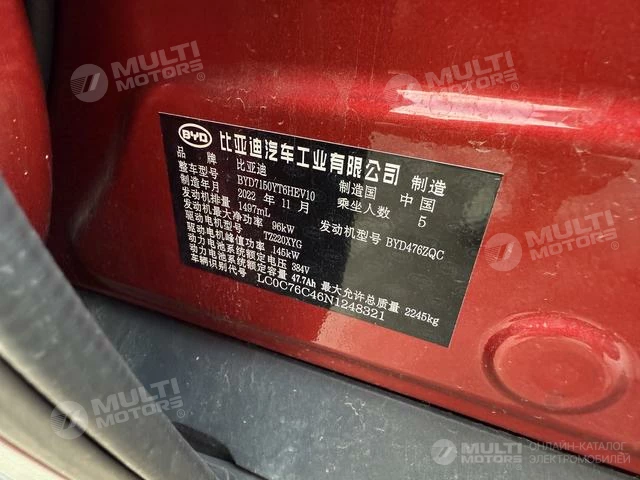 BYD 比亚迪汽车工业有限公司 制造
品牌 比亚迪 制造国 中国
整车型号 BYD7150YT6HEV10 乘坐人数 5
制造年月 2022 年 11 月
发动机排量 1497mL 发动机型号 BYD476ZQC
发动机最大净功率 96kW
驱动电机型号 TZ220XYG
驱动电机峰值功率 145kW
动力电池系统额定电压 384V
动力电池系统额定容量 47.7Ah 最大允许总质量 2245kg
车辆识别代号 LC0C76C46N1248321
MULTI MOTORS
MULTI MOTORS
MULTI MOTORS
MULTI MOTORS
MULTI MOTORS
ОНЛАЙН-КАТАЛОГ
ЭЛЕКТРОМОБИЛЕЙ